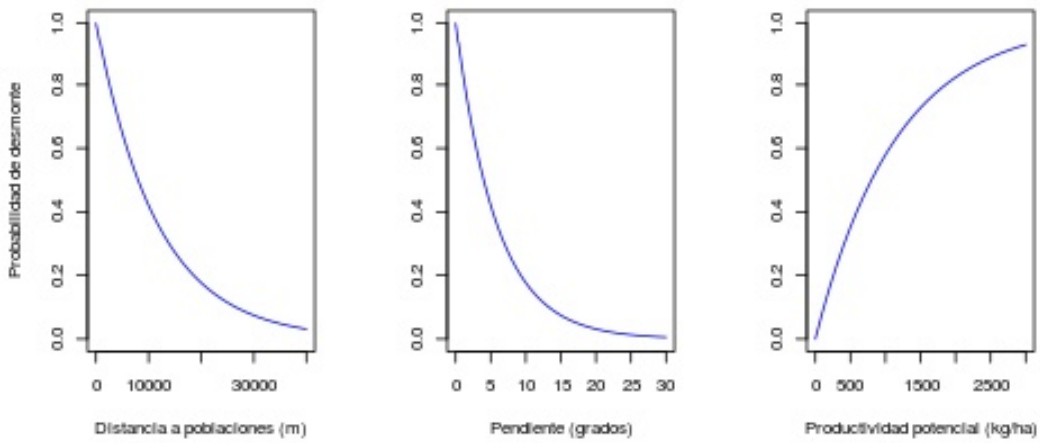 Probabilidad de desmonte
0.0 0.2 0.4 0.6 0.8 1.0
0 10000 30000
Distancia a poblaciones (m)
0.0 0.2 0.4 0.6 0.8 1.0
0 5 10 15 20 25 30
Pendiente (grados)
0.0 0.2 0.4 0.6 0.8 1.0
0 500 1500 2500
Productividad potencial (kg/ha)